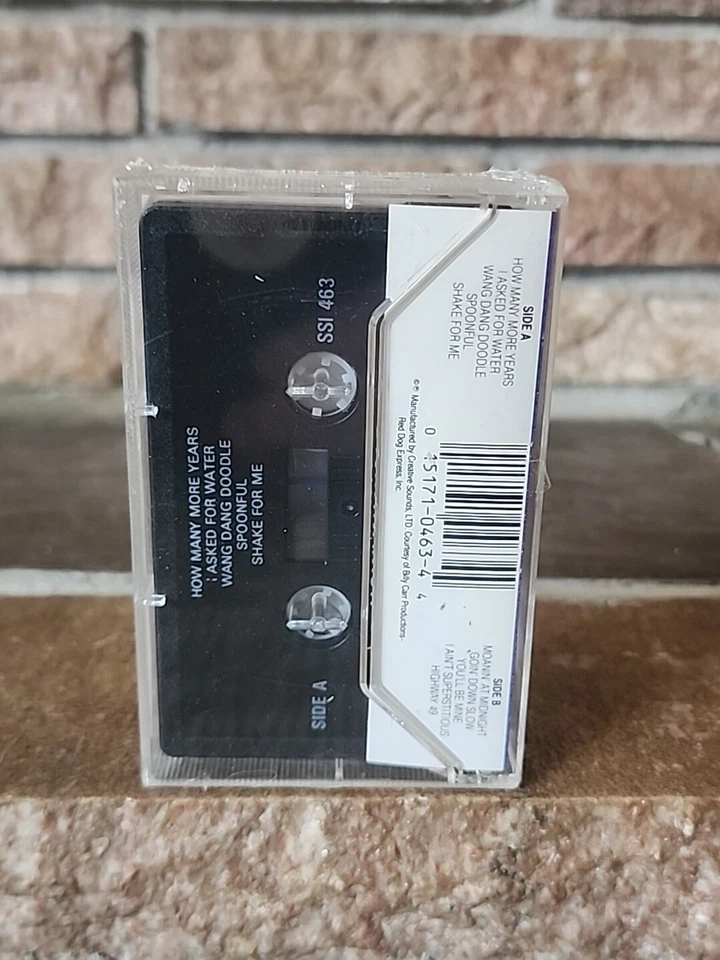 SSI 463
HOW MANY MORE YEARS
I ASKED FOR WATER
WANG DANG DOODLE
SPOONFUL
SHAKE FOR ME
SIDE A
SIDE A
HOW MANY MORE YEARS
I ASKED FOR WATER
WANG DANG DOODLE
SPOONFUL
SHAKE FOR ME
0 15171-0463-4 4
©℗ Manufactured by Creative Sounds, LTD Courtesy of Billy Carr Productions-
Red Dog Express, Inc.
SIDE B
MOANIN' AT MIDNIGHT
GOIN' DOWN SLOW
YOU'LL BE MINE
I AIN'T SUPERSTITIOUS
HIGHWAY 49